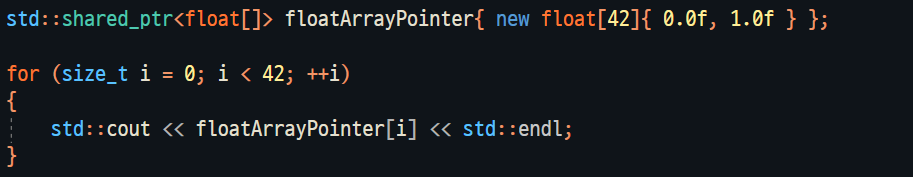 std::shared_ptr<float[]> floatArrayPointer{ new float[42]{ 0.0f, 1.0f } };
for (size_t i = 0; i < 42; ++i)
{
    std::cout << floatArrayPointer[i] << std::endl;
}